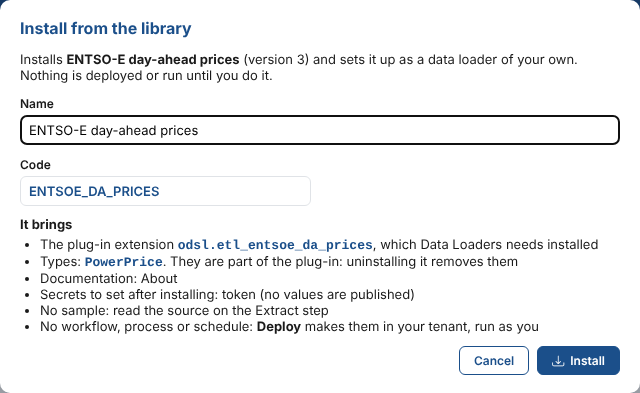 Install from the library
Installs ENTSO-E day-ahead prices (version 3) and sets it up as a data loader of your own.
Nothing is deployed or run until you do it.
Name
ENTSO-E day-ahead prices
Code
ENTSOE_DA_PRICES
It brings
• The plug-in extension odsl.etl_entsoe_da_prices, which Data Loaders needs installed
• Types: PowerPrice. They are part of the plug-in: uninstalling it removes them
• Documentation: About
• Secrets to set after installing: token (no values are published)
• No sample: read the source on the Extract step
• No workflow, process or schedule: Deploy makes them in your tenant, run as you
Cancel
Install